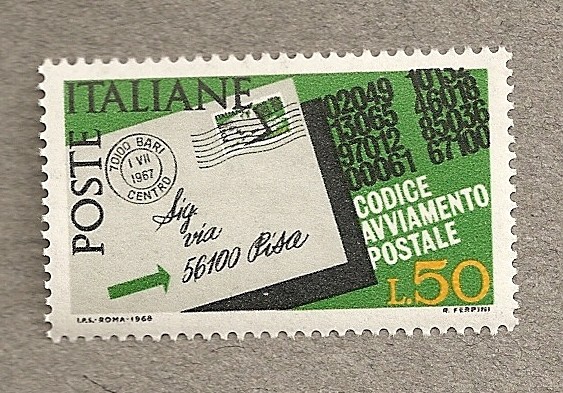 POSTE ITALIANE
70100 BARI
1 VII
1967
CENTRO
Sig.
via
56100 Pisa
02049
15065
97012
00061
46018
85036
67100
CODICE
AVVIAMENTO
POSTALE
L.50
I.P.S.-ROMA-1968
R. FERRINI